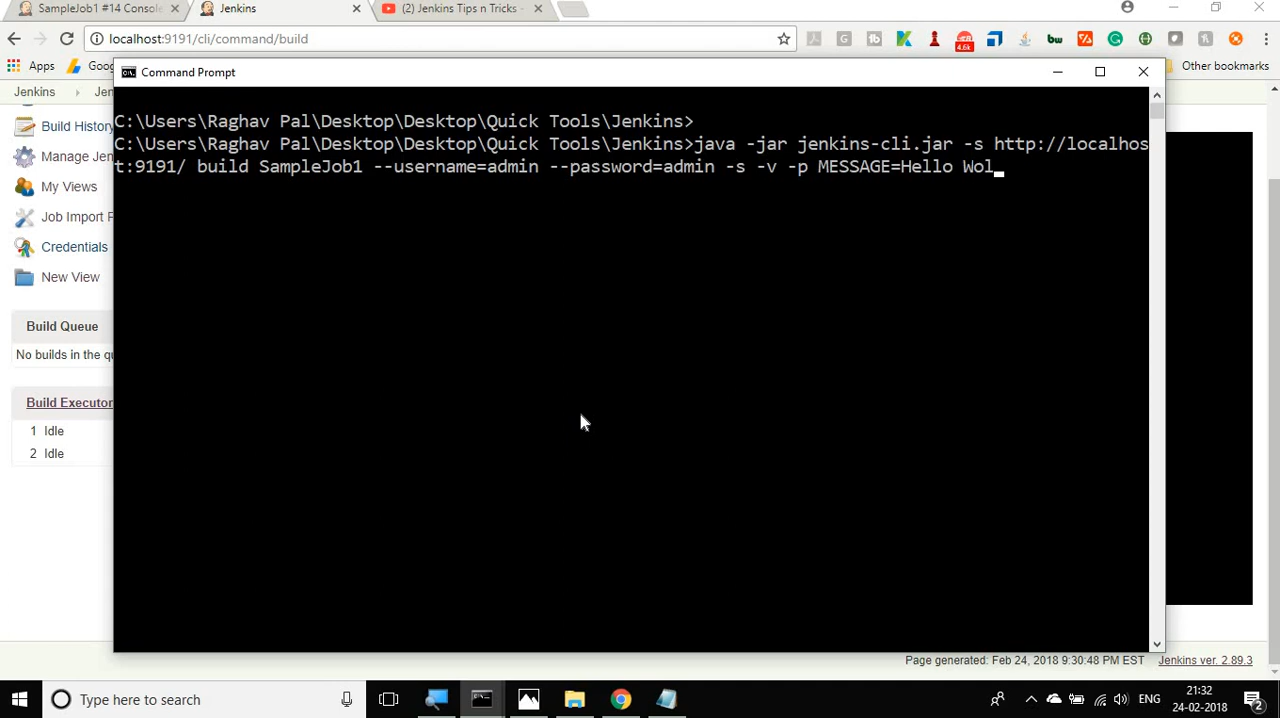 SampleJob1 #14 Console
Jenkins
(2) Jenkins Tips n Tricks -
localhost:9191/cli/command/build
4.6k
Apps
Goo
Other bookmarks
Command Prompt
Jenkins
Jen
Build History
Manage Jen
My Views
Job Import P
Credentials
New View
Build Queue
No builds in the qu
Build Executor
1 Idle
2 Idle
C:\Users\Raghav Pal\Desktop\Desktop\Quick Tools\Jenkins>
C:\Users\Raghav Pal\Desktop\Desktop\Quick Tools\Jenkins>java -jar jenkins-cli.jar -s http://localhos
t:9191/ build SampleJob1 --username=admin --password=admin -s -v -p MESSAGE=Hello Wol
Page generated: Feb 24, 2018 9:30:48 PM EST
Jenkins ver. 2.89.3
Type here to search
ENG
21:32
24-02-2018
2